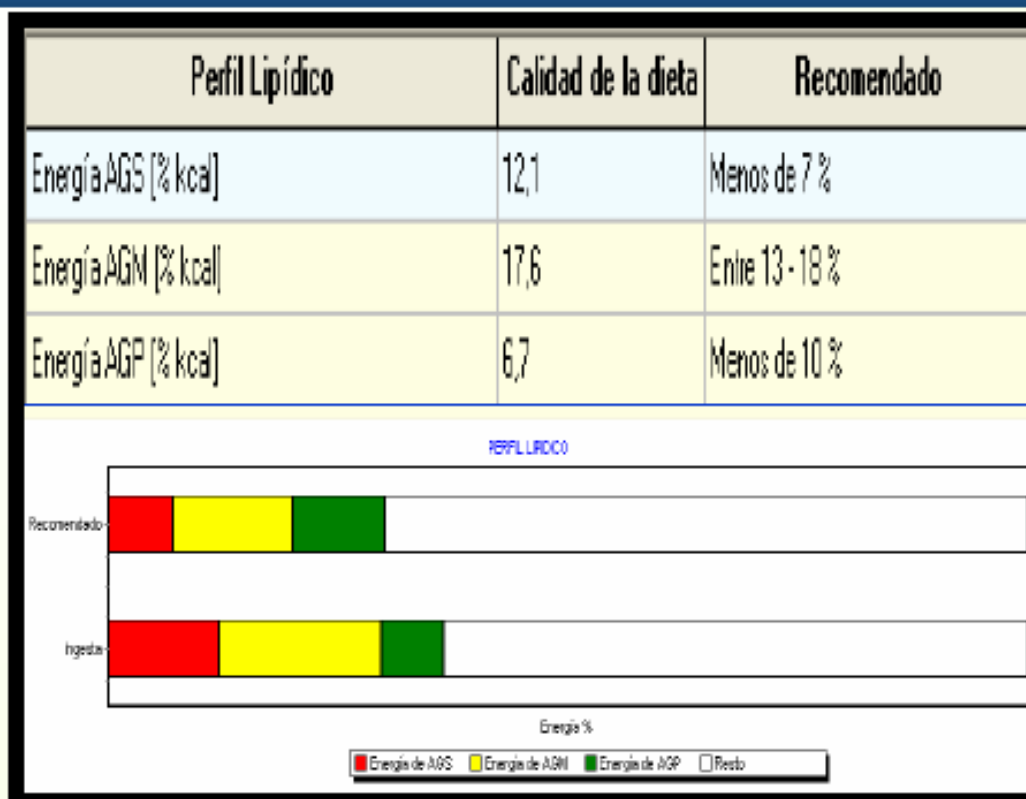 Perfil Lipídico Calidad de la dieta Recomendado
Energía AGS [% kcal] 12,1 Menos de 7 %
Energía AGM [% kcal] 17,6 Entre 13 - 18 %
Energía AGP [% kcal] 6,7 Menos de 10 %
PERFIL LIPIDICO
Recomendado
Ingesta
Energía %
Energía de AGS Energía de AGM Energía de AGP Resto